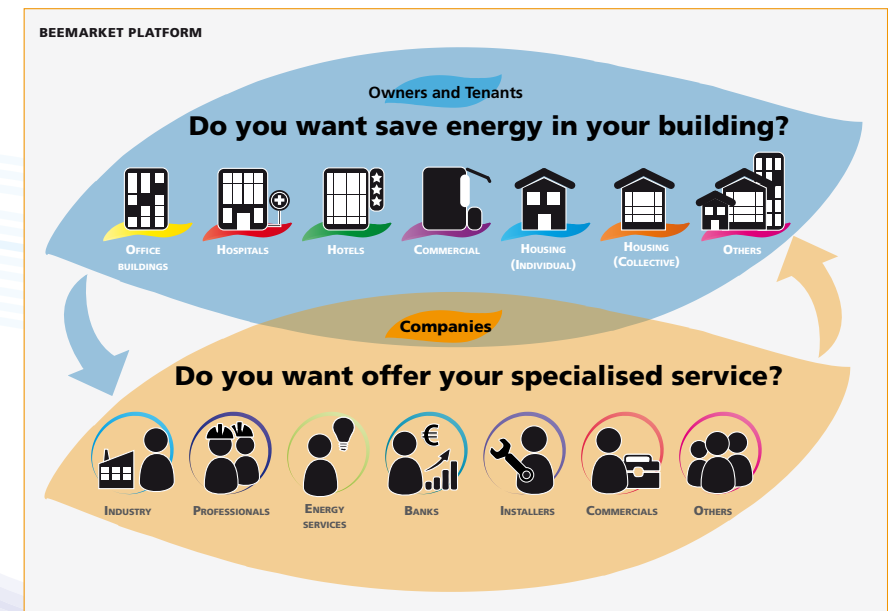 BEEMARKET PLATFORM
Owners and Tenants
Do you want save energy in your building?
OFFICE
BUILDINGS
HOSPITALS
HOTELS
COMMERCIAL
HOUSING
(INDIVIDUAL)
HOUSING
(COLLECTIVE)
OTHERS
Companies
Do you want offer your specialised service?
INDUSTRY
PROFESSIONALS
ENERGY
SERVICES
€
BANKS
INSTALLERS
COMMERCIALS
OTHERS